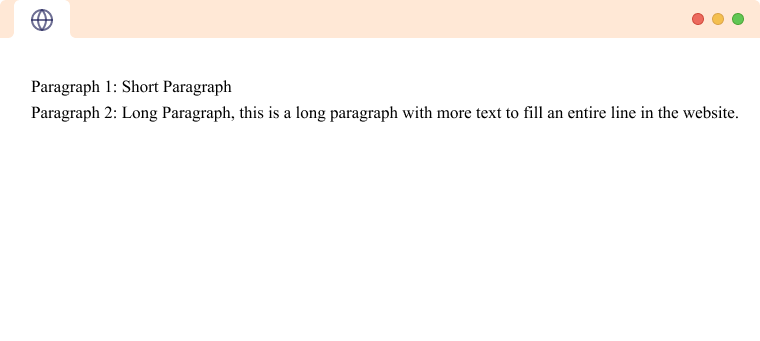 Paragraph 1: Short Paragraph
Paragraph 2: Long Paragraph, this is a long paragraph with more text to fill an entire line in the website.